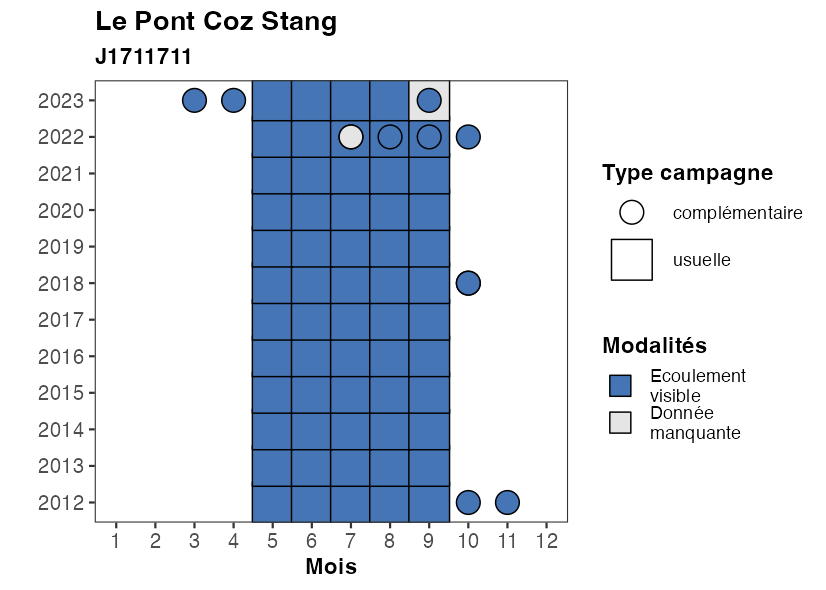 Le Pont Coz Stang
J1711711
2023
2022
2021
2020
2019
2018
2017
2016
2015
2014
2013
2012
1 2 3 4 5 6 7 8 9 10 11 12
Mois
Type campagne
complémentaire
usuelle
Modalités
Ecoulement
visible
Donnée
manquante